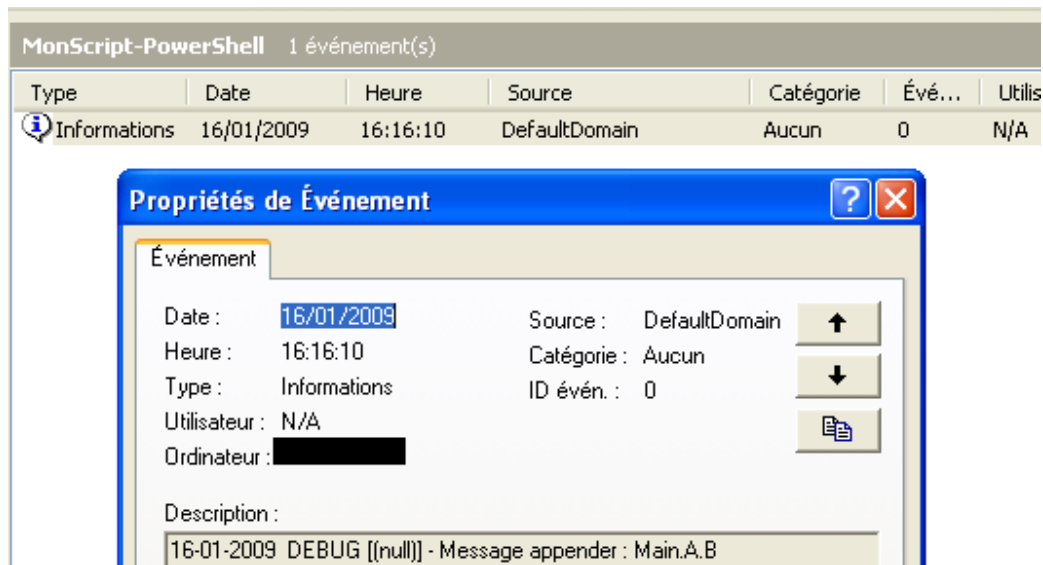 MonScript-PowerShell 1 événement(s)
Type Date Heure Source Catégorie Évé... Utilis
Informations 16/01/2009 16:16:10 DefaultDomain Aucun 0 N/A
Propriétés de Événement
Événement
Date : 16/01/2009 Source : DefaultDomain
Heure : 16:16:10 Catégorie : Aucun
Type : Informations ID évén. : 0
Utilisateur : N/A
Ordinateur :
Description :
16-01-2009 DEBUG [(null)] - Message appender : Main.A.B